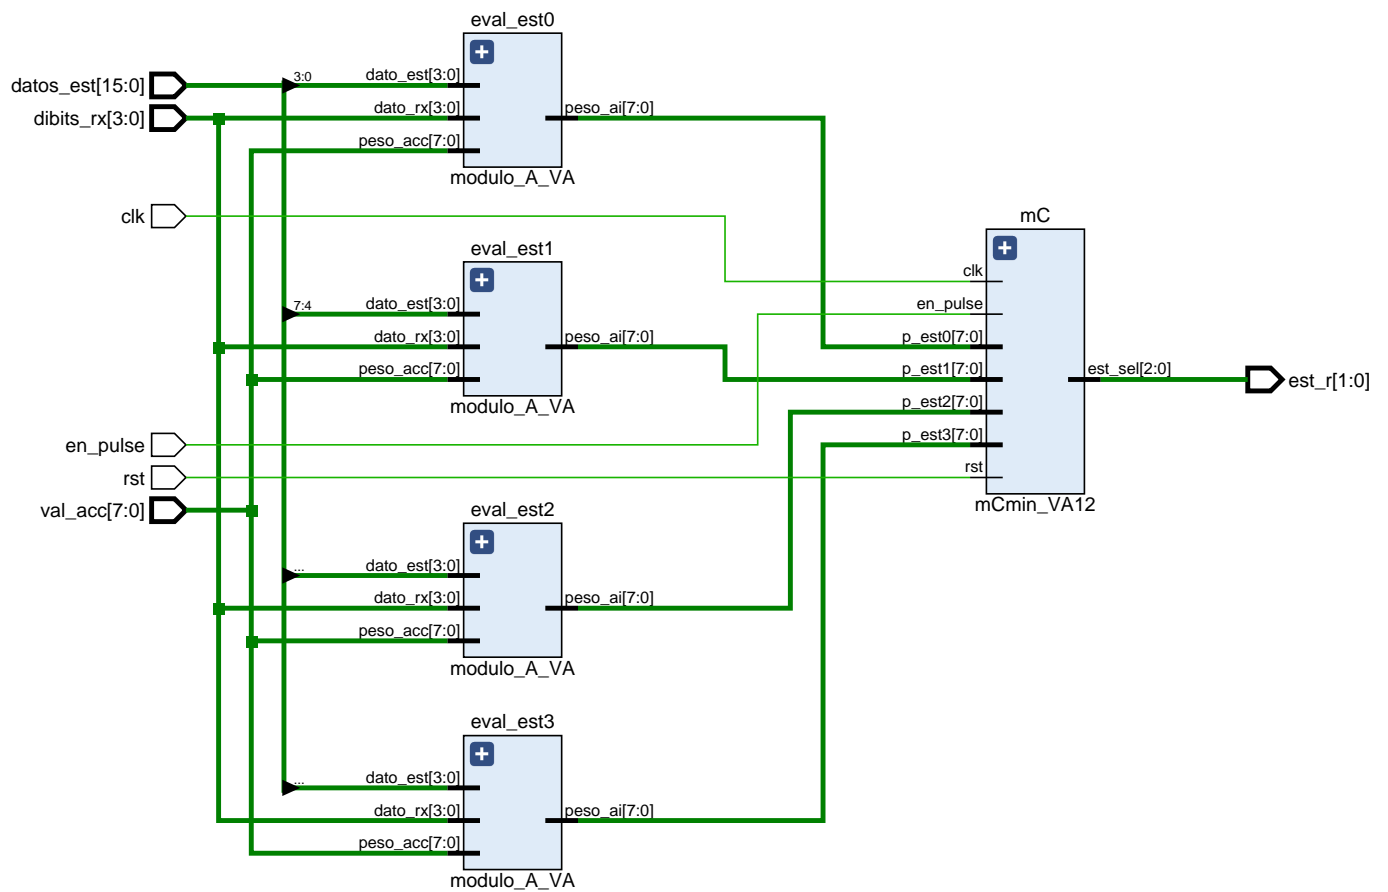 eval_est0
datos_est[15:0]
3:0
dato_est[3:0]
dibits_rx[3:0]
dato_rx[3:0]
peso_ai[7:0]
peso_acc[7:0]
modulo_A_VA
clk
mC
eval_est1
clk
7:4
dato_est[3:0]
en_pulse
dato_rx[3:0]
peso_ai[7:0]
p_est0[7:0]
peso_acc[7:0]
p_est1[7:0]
est_sel[2:0]
est_r[1:0]
modulo_A_VA
p_est2[7:0]
en_pulse
p_est3[7:0]
rst
rst
val_acc[7:0]
mCmin_VA12
eval_est2
...
dato_est[3:0]
dato_rx[3:0]
peso_ai[7:0]
peso_acc[7:0]
modulo_A_VA
eval_est3
...
dato_est[3:0]
dato_rx[3:0]
peso_ai[7:0]
peso_acc[7:0]
modulo_A_VA